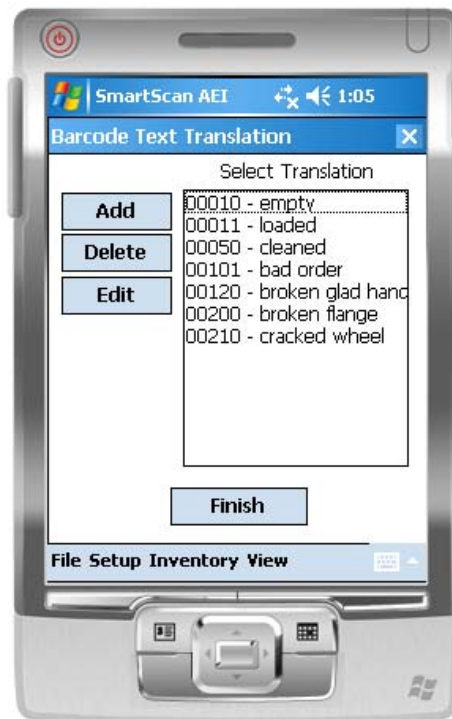 SmartScan AEI 1:05
Barcode Text Translation
Select Translation
Add
Delete
Edit
00010 - empty
00011 - loaded
00050 - cleaned
00101 - bad order
00120 - broken glad hand
00200 - broken flange
00210 - cracked wheel
Finish
File Setup Inventory View